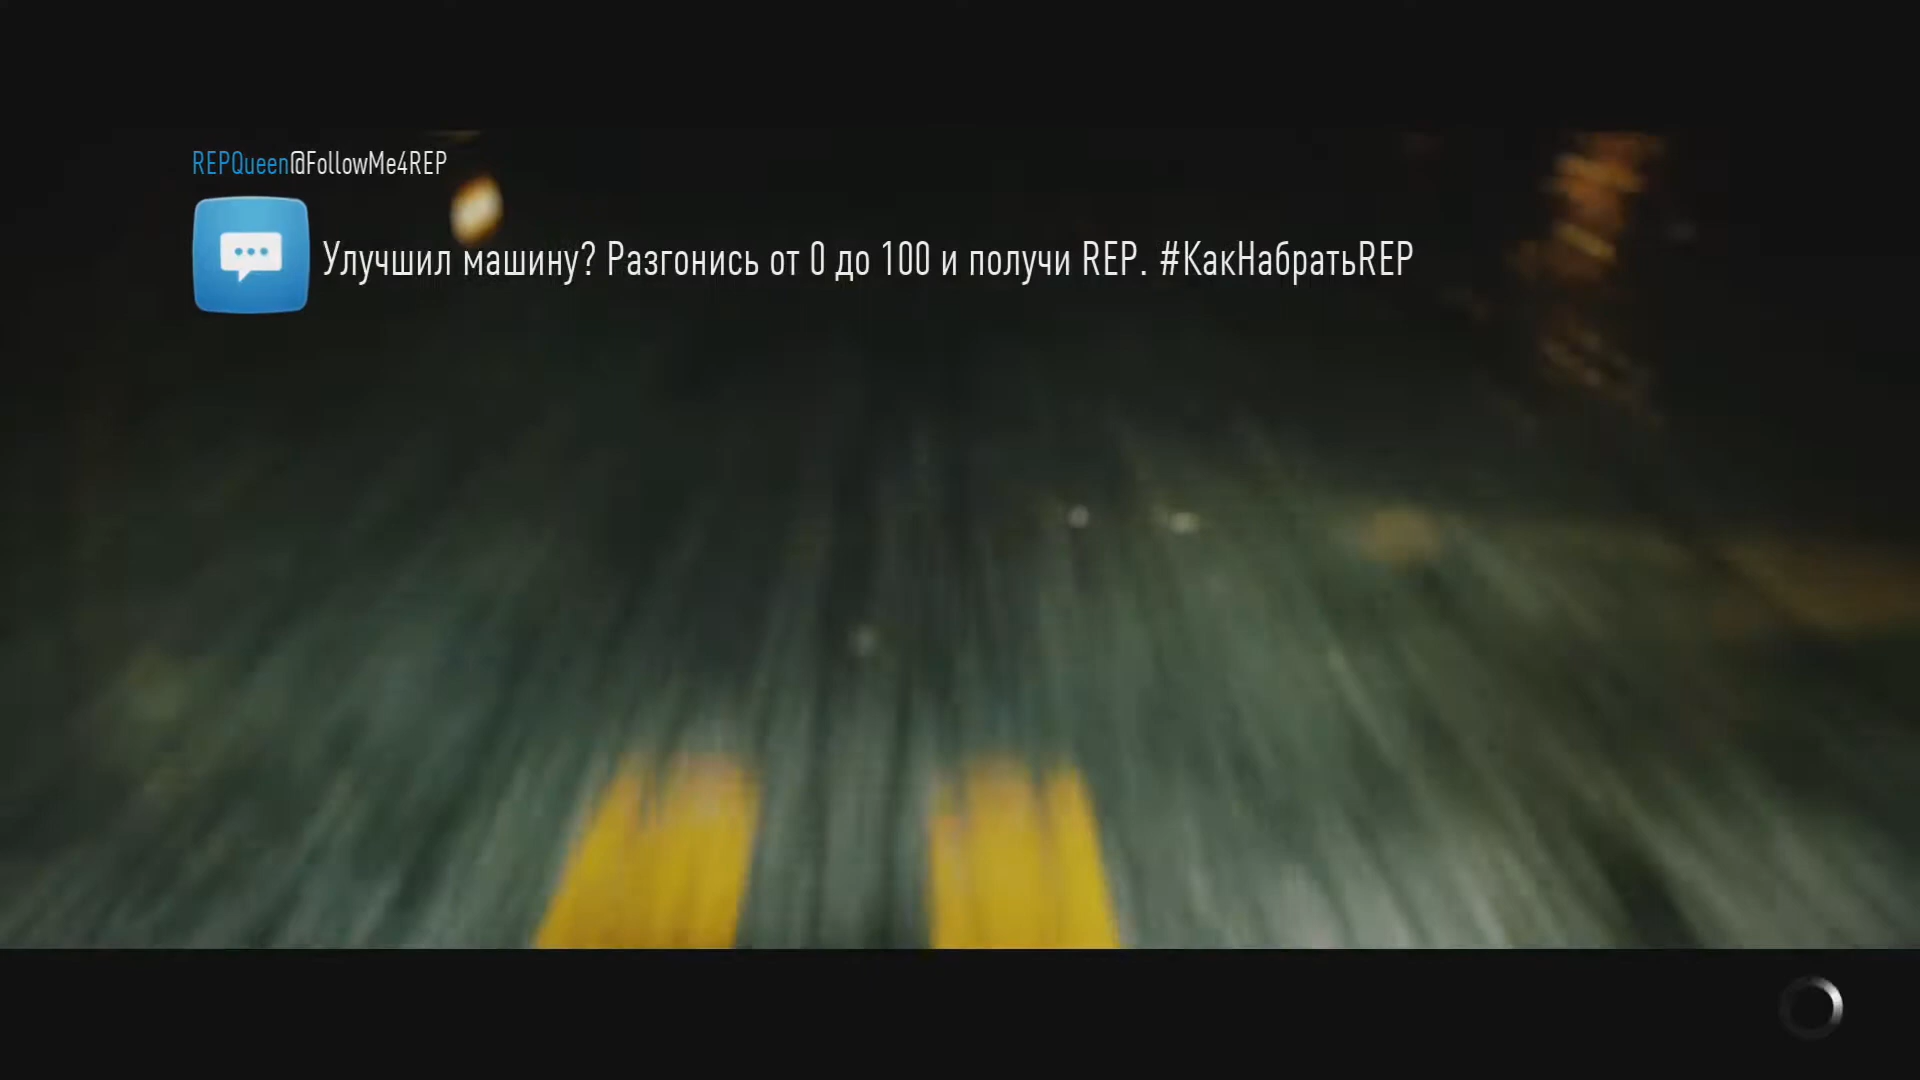 REPQueen@FollowMe4REP
Улучшил машину? Разгонись от 0 до 100 и получи REP. #КакНабратьREP